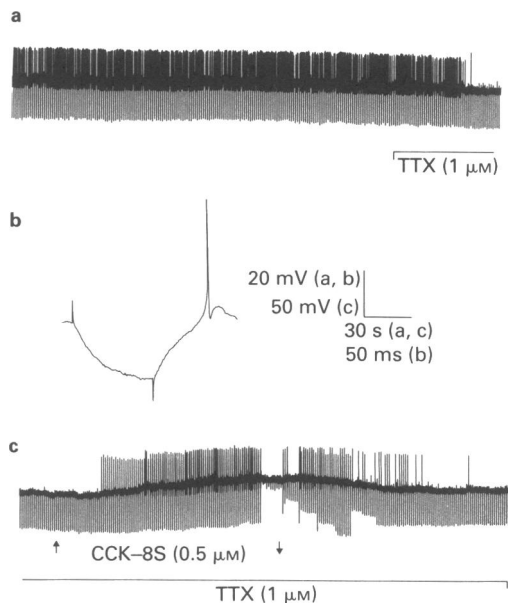 a
TTX (1 μM)
b
20 mV (a, b)
50 mV (c)
30 s (a, c)
50 ms (b)
c
CCK–8S (0.5 μM)
TTX (1 μM)